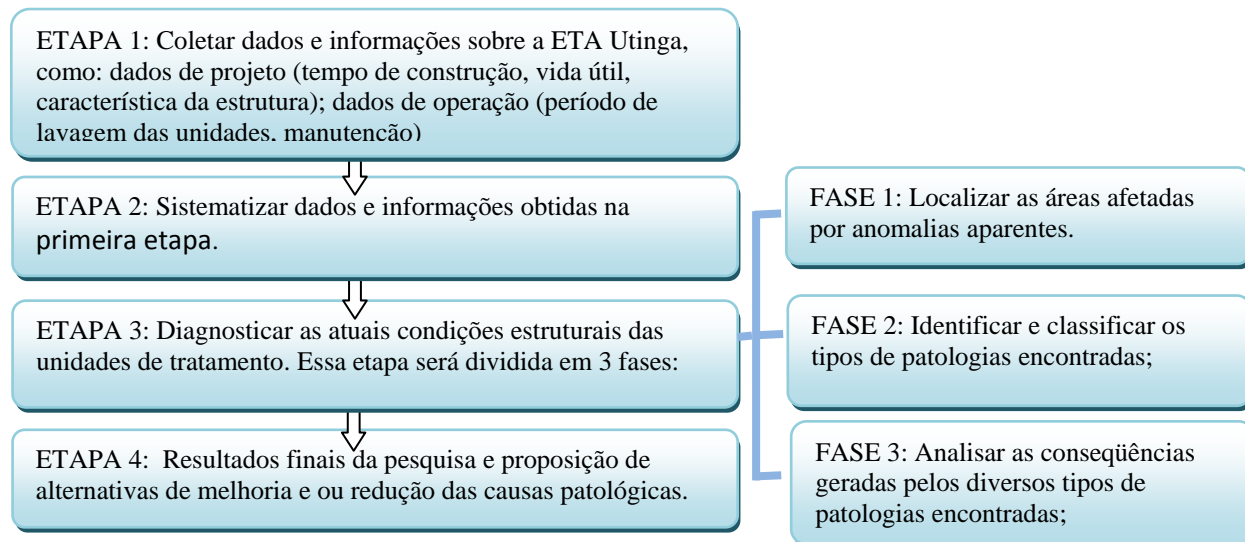 ETAPA 1: Coletar dados e informações sobre a ETA Utinga,
como: dados de projeto (tempo de construção, vida útil,
característica da estrutura); dados de operação (período de
lavagem das unidades, manutenção)
ETAPA 2: Sistematizar dados e informações obtidas na
primeira etapa.
ETAPA 3: Diagnosticar as atuais condições estruturais das
unidades de tratamento. Essa etapa será dividida em 3 fases:
ETAPA 4: Resultados finais da pesquisa e proposição de
alternativas de melhoria e ou redução das causas patológicas.
FASE 1: Localizar as áreas afetadas
por anomalias aparentes.
FASE 2: Identificar e classificar os
tipos de patologias encontradas;
FASE 3: Analisar as conseqüências
geradas pelos diversos tipos de
patologias encontradas;